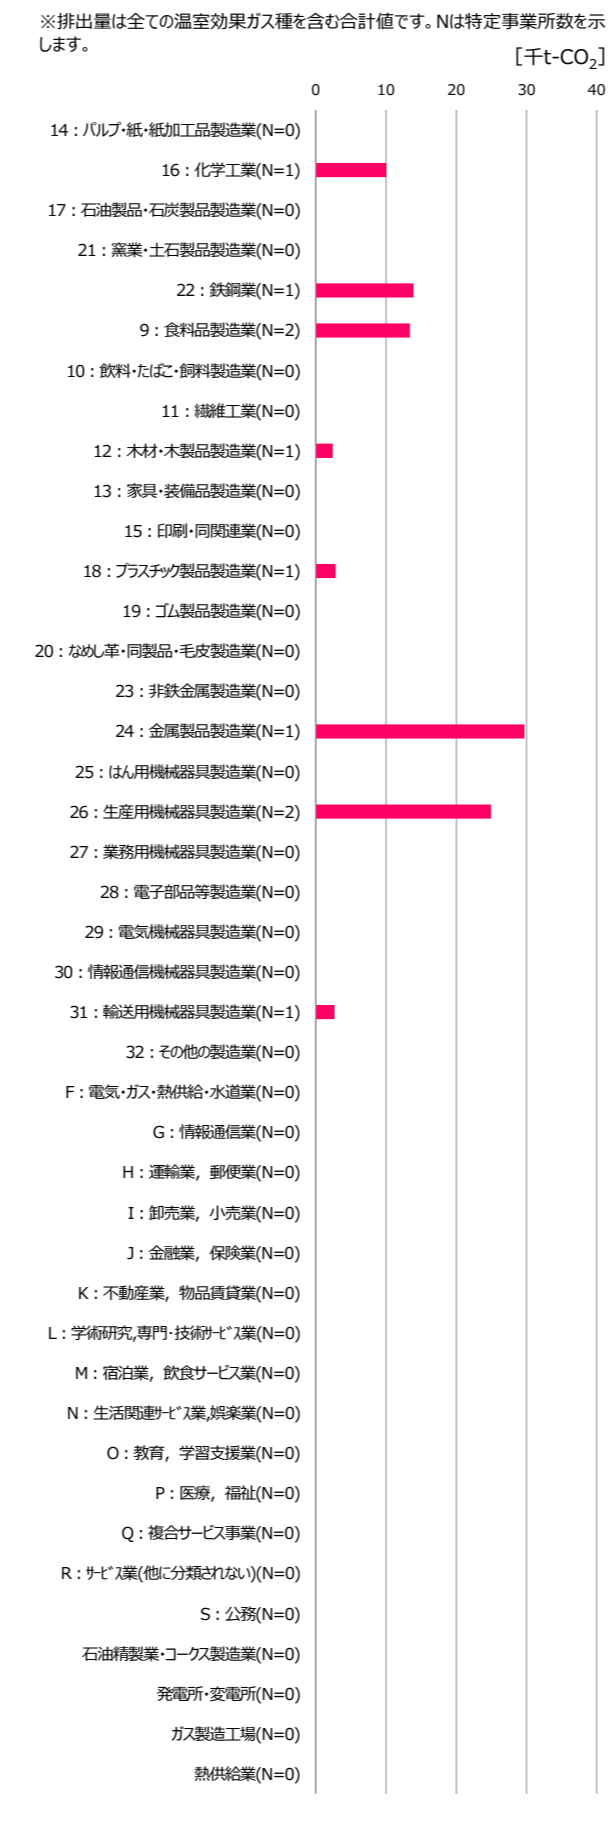 ※排出量は全ての温室効果ガス種を含む合計値です。Nは特定事業所数を示
します。
[千t-CO₂]
0 10 20 30 40
14：パルプ・紙・紙加工品製造業(N=0)
16：化学工業(N=1)
17：石油製品・石炭製品製造業(N=0)
21：窯業・土石製品製造業(N=0)
22：鉄鋼業(N=1)
9：食料品製造業(N=2)
10：飲料・たばこ・飼料製造業(N=0)
11：繊維工業(N=0)
12：木材・木製品製造業(N=1)
13：家具・装備品製造業(N=0)
15：印刷・同関連業(N=0)
18：プラスチック製品製造業(N=1)
19：ゴム製品製造業(N=0)
20：なめし革・同製品・毛皮製造業(N=0)
23：非鉄金属製造業(N=0)
24：金属製品製造業(N=1)
25：はん用機械器具製造業(N=0)
26：生産用機械器具製造業(N=2)
27：業務用機械器具製造業(N=0)
28：電子部品等製造業(N=0)
29：電気機械器具製造業(N=0)
30：情報通信機械器具製造業(N=0)
31：輸送用機械器具製造業(N=1)
32：その他の製造業(N=0)
F：電気・ガス・熱供給・水道業(N=0)
G：情報通信業(N=0)
H：運輸業，郵便業(N=0)
I：卸売業，小売業(N=0)
J：金融業，保険業(N=0)
K：不動産業，物品賃貸業(N=0)
L：学術研究,専門・技術ｻｰﾋﾞｽ業(N=0)
M：宿泊業，飲食サービス業(N=0)
N：生活関連ｻｰﾋﾞｽ業,娯楽業(N=0)
O：教育，学習支援業(N=0)
P：医療，福祉(N=0)
Q：複合サービス事業(N=0)
R：ｻｰﾋﾞｽ業(他に分類されない)(N=0)
S：公務(N=0)
石油精製業・コークス製造業(N=0)
発電所・変電所(N=0)
ガス製造工場(N=0)
熱供給業(N=0)